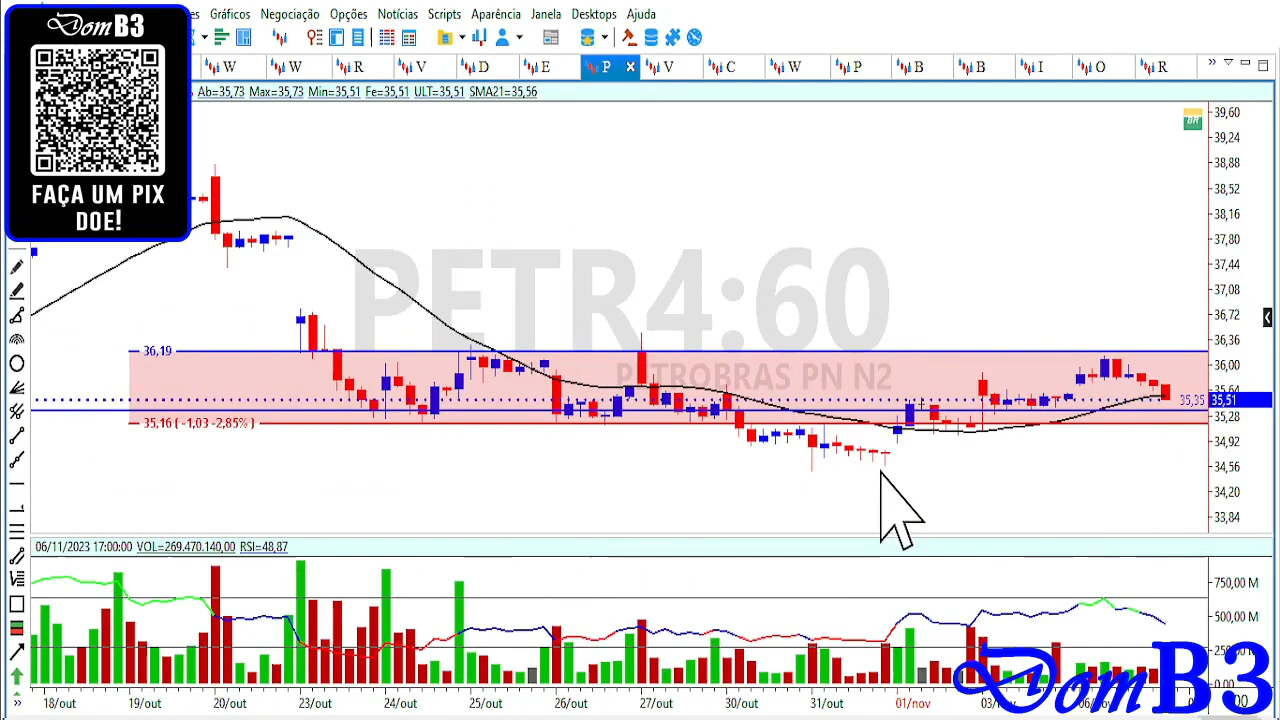 DomB3
FAÇA UM PIX
DOE!
Gráficos Negociação Opções Notícias Scripts Aparência Janela Desktops Ajuda
W W R V D E P X V C W P B B I O R
Ab=35,73 Max=35,73 Min=35,51 Fe=35,51 ULT=35,51 SMA21=35,56
BR
39,60
39,24
38,88
38,52
38,16
37,80
37,44
37,08
36,72
36,36
36,00
35,60
35,35 35,51
35,28
34,92
34,56
34,20
33,84
PETR4:60
PETROBRAS PN N2
36,19
35,16 ( -1,03 -2,85% )
06/11/2023 17:00:00 VOL=269.470.140,00 RSI=48,87
750,00 M
500,00 M
0,00
18/out 19/out 20/out 23/out 24/out 25/out 26/out 27/out 30/out 31/out 01/nov
DomB3